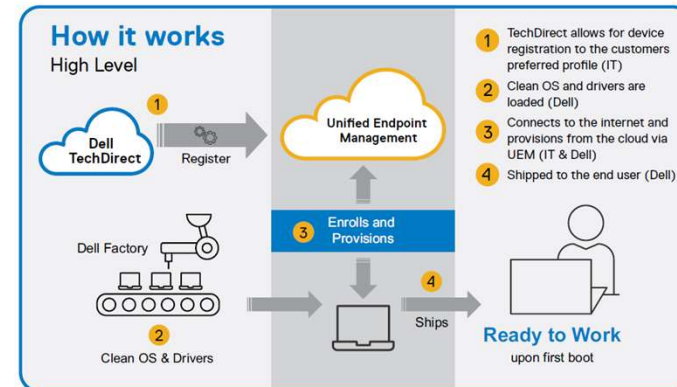 How it works
High Level
1
Dell
TechDirect
Register
Unified Endpoint
Management
3
Enrolls and
Provisions
Dell Factory
2
Clean OS & Drivers
4
Ships
1
TechDirect allows for device
registration to the customers
preferred profile (IT)
2
Clean OS and drivers are
loaded (Dell)
3
Connects to the internet and
provisions from the cloud via
UEM (IT & Dell)
4
Shipped to the end user (Dell)
Ready to Work
upon first boot